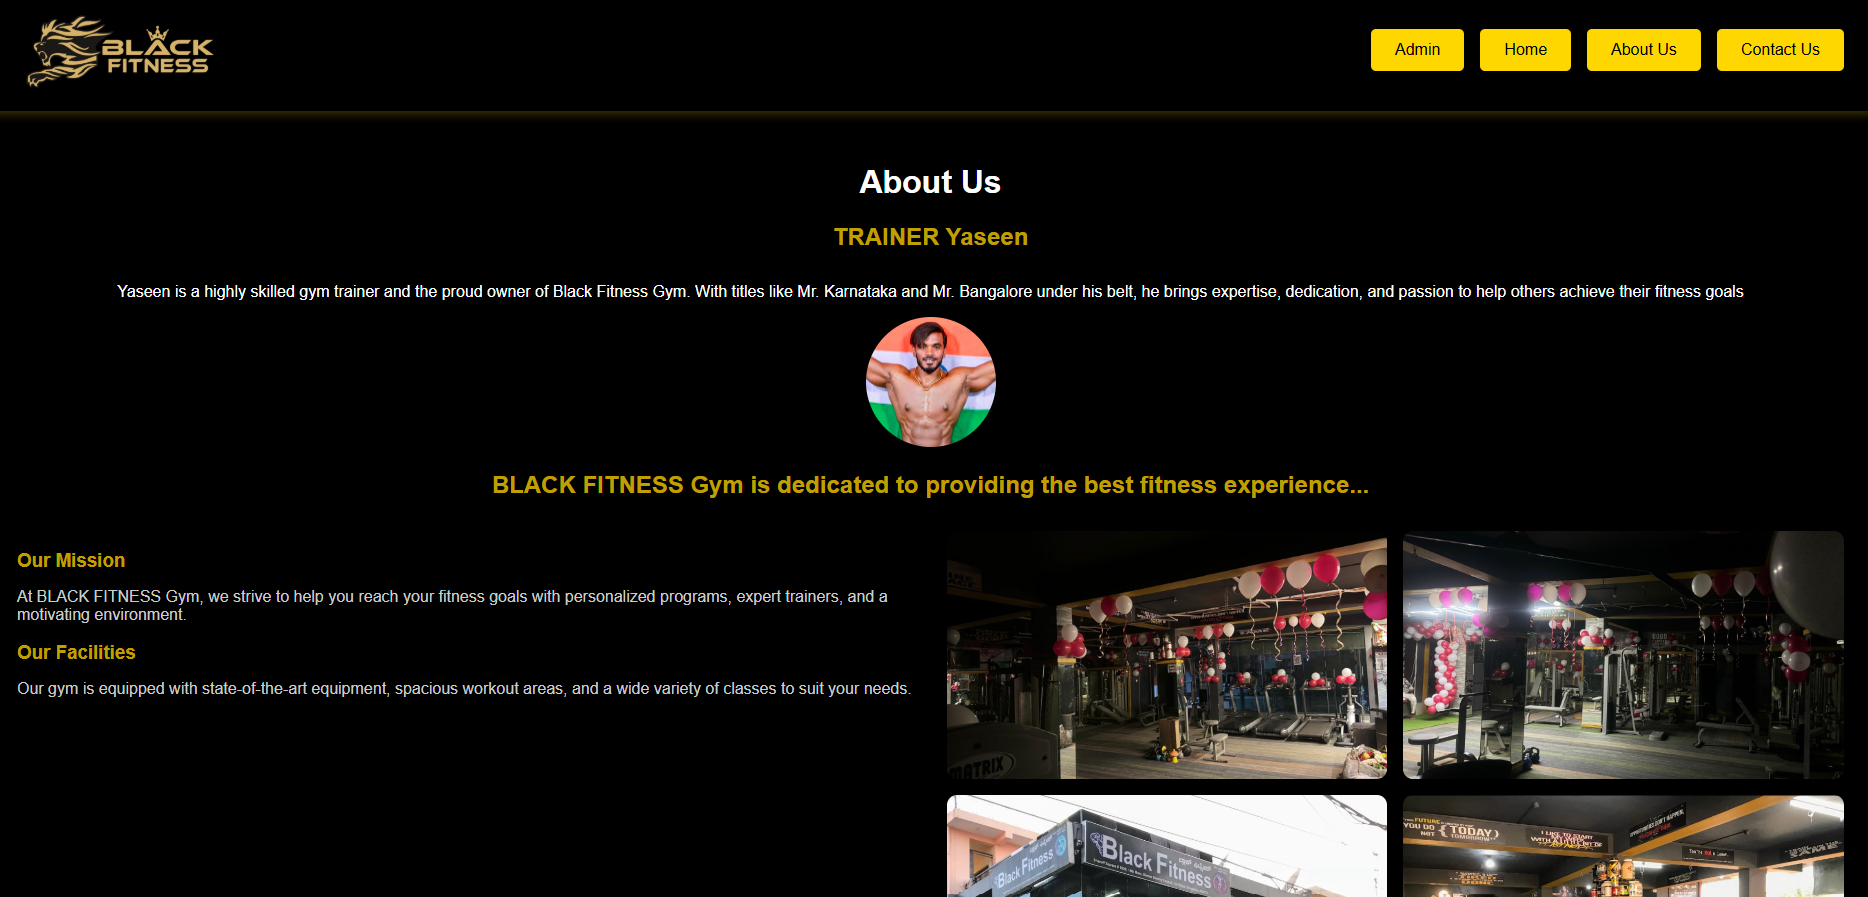 BLACK
FITNESS
Admin
Home
About Us
Contact Us
About Us
TRAINER Yaseen
Yaseen is a highly skilled gym trainer and the proud owner of Black Fitness Gym. With titles like Mr. Karnataka and Mr. Bangalore under his belt, he brings expertise, dedication, and passion to help others achieve their fitness goals
BLACK FITNESS Gym is dedicated to providing the best fitness experience...
Our Mission
At BLACK FITNESS Gym, we strive to help you reach your fitness goals with personalized programs, expert trainers, and a
motivating environment.
Our Facilities
Our gym is equipped with state-of-the-art equipment, spacious workout areas, and a wide variety of classes to suit your needs.
MATRIX
Black Fitness
Black Fitness
FUTURE
YOU DO
NOT { TODAY }
TOMORROW
I LIKE TO START